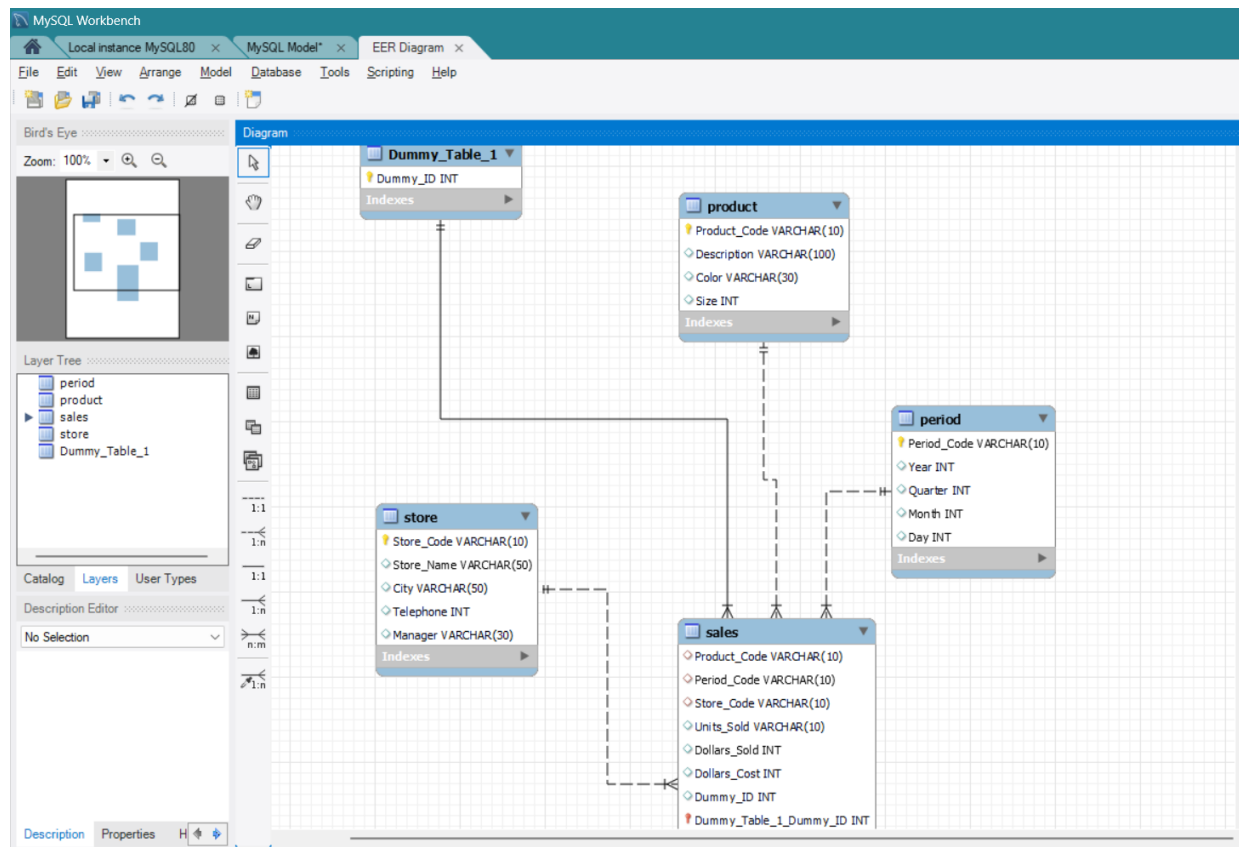 MySQL Workbench
Local instance MySQL80
MySQL Model*
EER Diagram
File Edit View Arrange Model Database Tools Scripting Help
Bird's Eye
Zoom: 100%
Diagram
Dummy_Table_1
Dummy_ID INT
Indexes
product
Product_Code VARCHAR(10)
Description VARCHAR(100)
Color VARCHAR(30)
Size INT
Indexes
Layer Tree
period
product
sales
store
Dummy_Table_1
Catalog Layers User Types
Description Editor
No Selection
Description Properties H
1:1
1:n
1:1
1:n
n:m
1:n
period
Period_Code VARCHAR(10)
Year INT
Quarter INT
Month INT
Day INT
Indexes
store
Store_Code VARCHAR(10)
Store_Name VARCHAR(50)
City VARCHAR(50)
Telephone INT
Manager VARCHAR(30)
Indexes
sales
Product_Code VARCHAR(10)
Period_Code VARCHAR(10)
Store_Code VARCHAR(10)
Units_Sold VARCHAR(10)
Dollars_Sold INT
Dollars_Cost INT
Dummy_ID INT
Dummy_Table_1_Dummy_ID INT